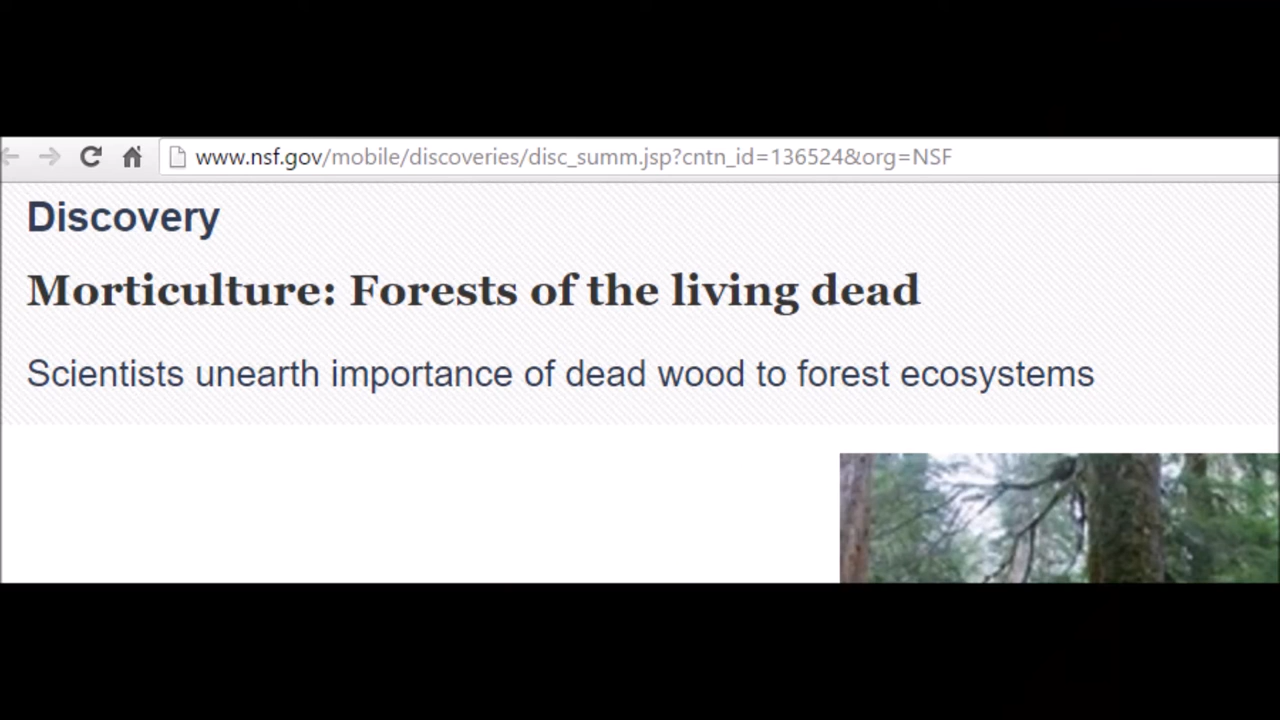 www.nsf.gov/mobile/discoveries/disc_summ.jsp?cntn_id=136524&org=NSF
Discovery
Morticulture: Forests of the living dead
Scientists unearth importance of dead wood to forest ecosystems